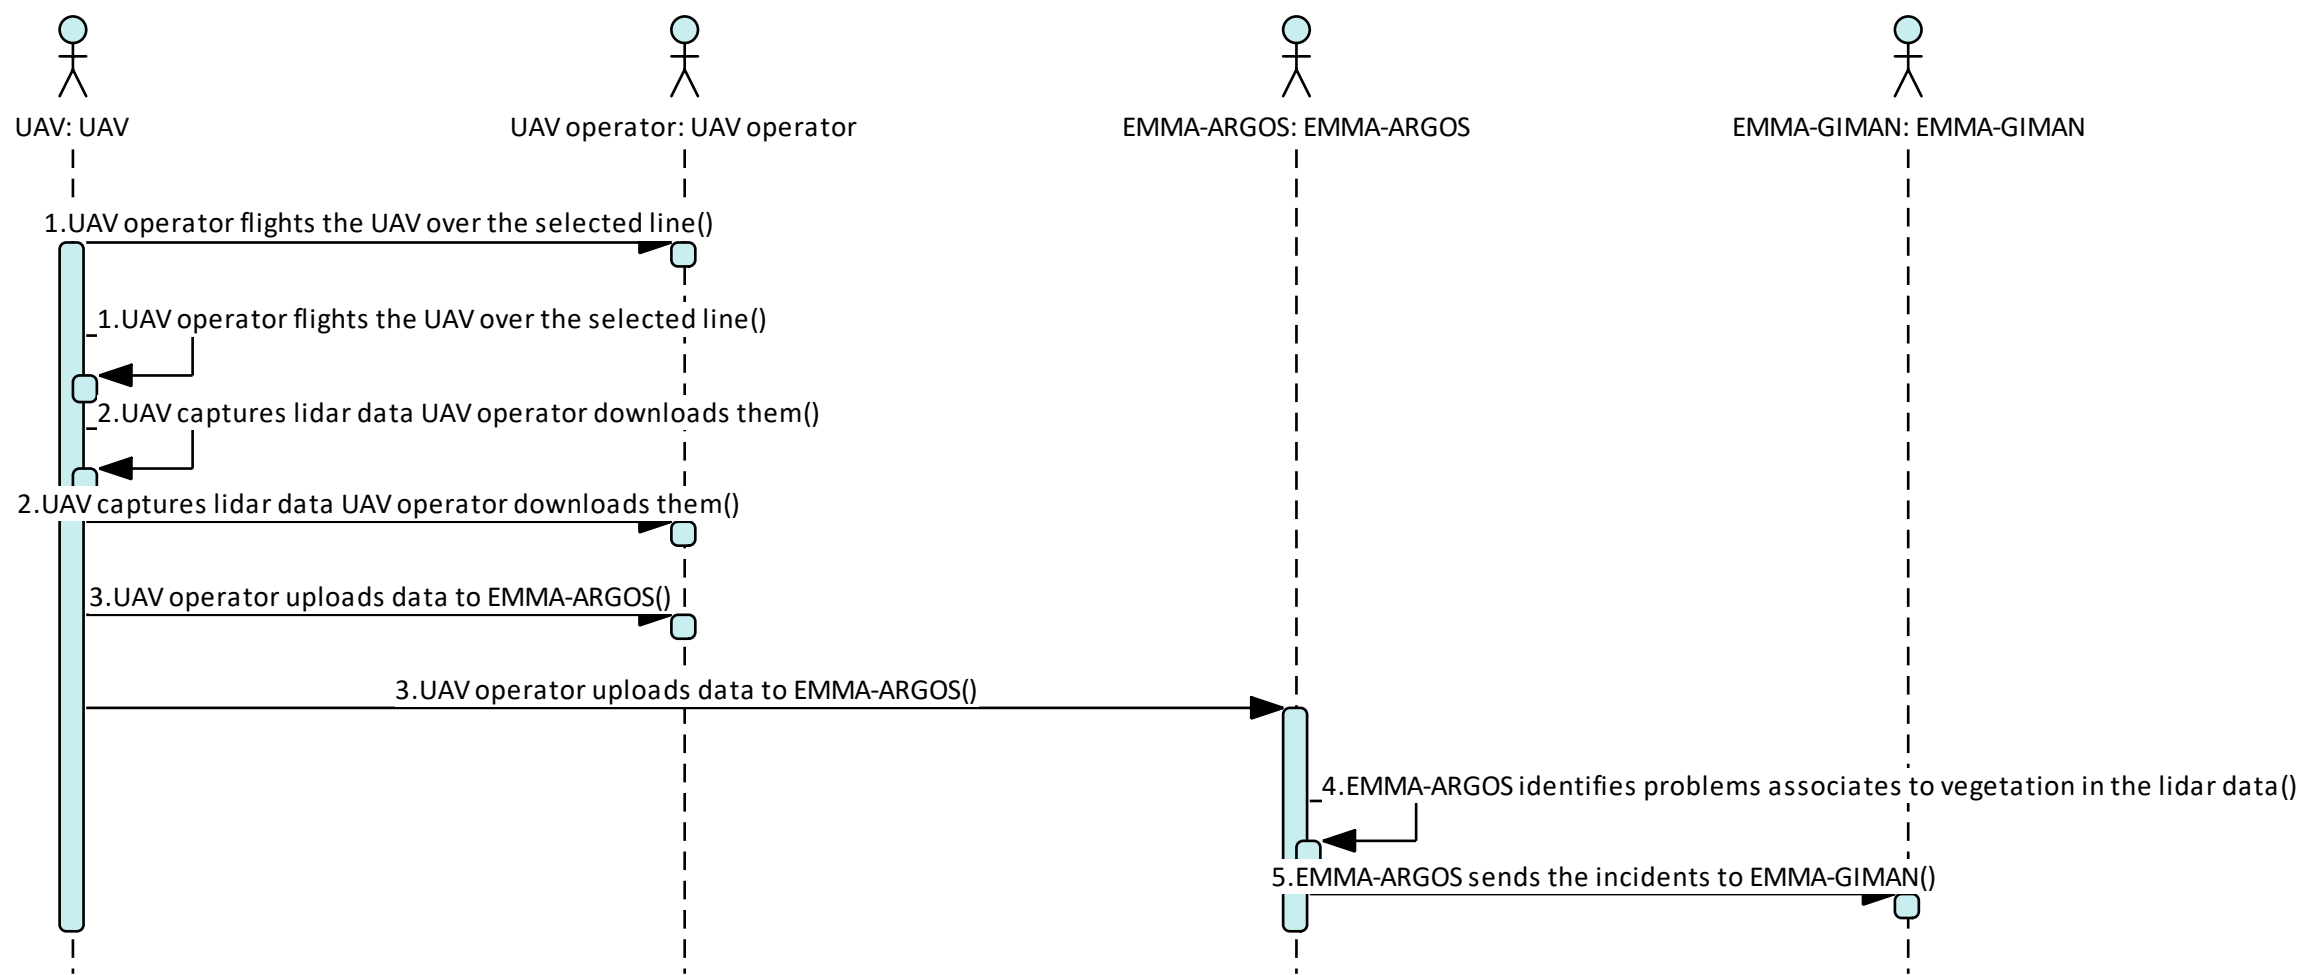 UAV: UAV
UAV operator: UAV operator
EMMA-ARGOS: EMMA-ARGOS
EMMA-GIMAN: EMMA-GIMAN
1.UAV operator flights the UAV over the selected line()
1.UAV operator flights the UAV over the selected line()
2.UAV captures lidar data UAV operator downloads them()
2.UAV captures lidar data UAV operator downloads them()
3.UAV operator uploads data to EMMA-ARGOS()
3.UAV operator uploads data to EMMA-ARGOS()
4.EMMA-ARGOS identifies problems associates to vegetation in the lidar data()
5.EMMA-ARGOS sends the incidents to EMMA-GIMAN()